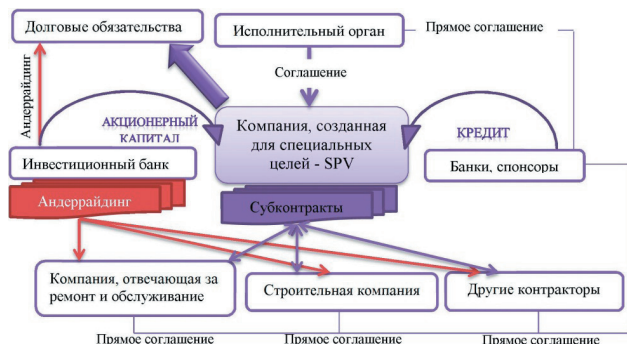 Долговые обязательства
Исполнительный орган
Прямое соглашение
Андеррайдинг
Соглашение
АКЦИОНЕРНЫЙ
КАПИТАЛ
Компания, созданная
для специальных
целей - SPV
КРЕДИТ
Инвестиционный банк
Банки, спонсоры
Андеррайдинг
Субконтракты
Компания, отвечающая за
ремонт и обслуживание
Строительная компания
Другие контракторы
Прямое соглашение
Прямое соглашение
Прямое соглашение